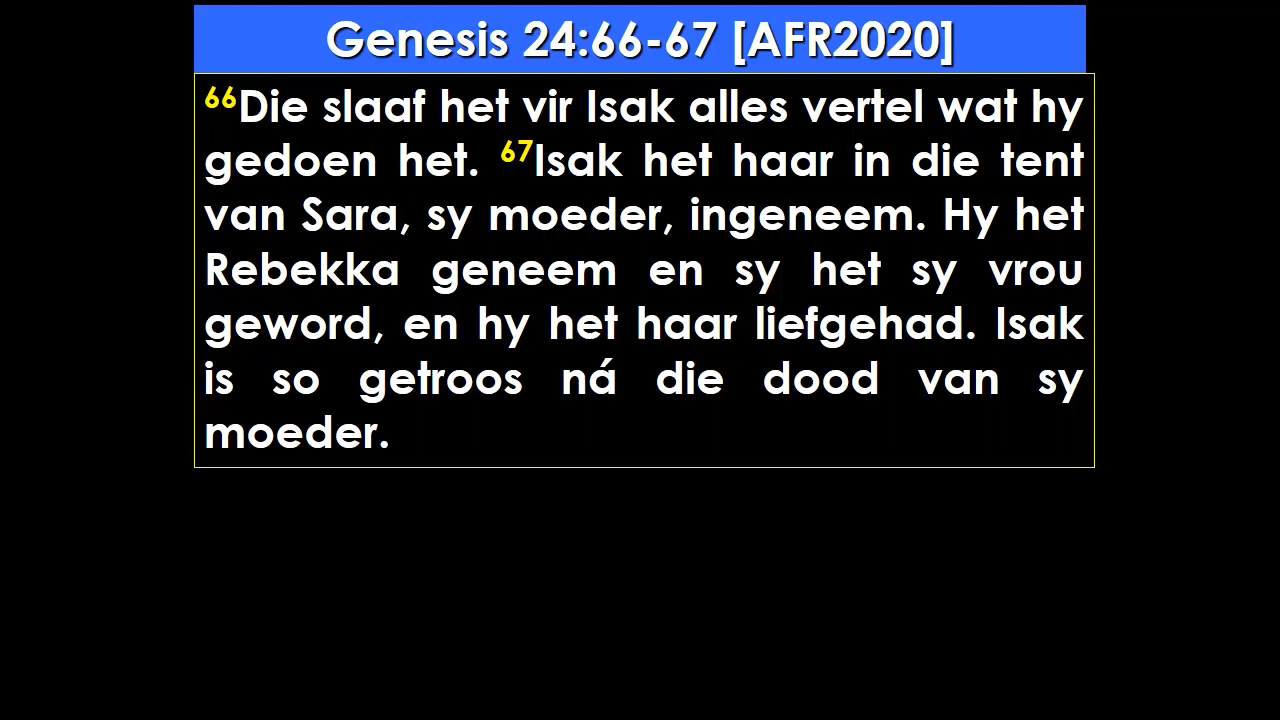 Genesis 24:66-67 [AFR2020]
66Die slaaf het vir Isak alles vertel wat hy
gedoen het. 67Isak het haar in die tent
van Sara, sy moeder, ingeneem. Hy het
Rebekka geneem en sy het sy vrou
geword, en hy het haar liefgehad. Isak
is so getroos ná die dood van sy
moeder.